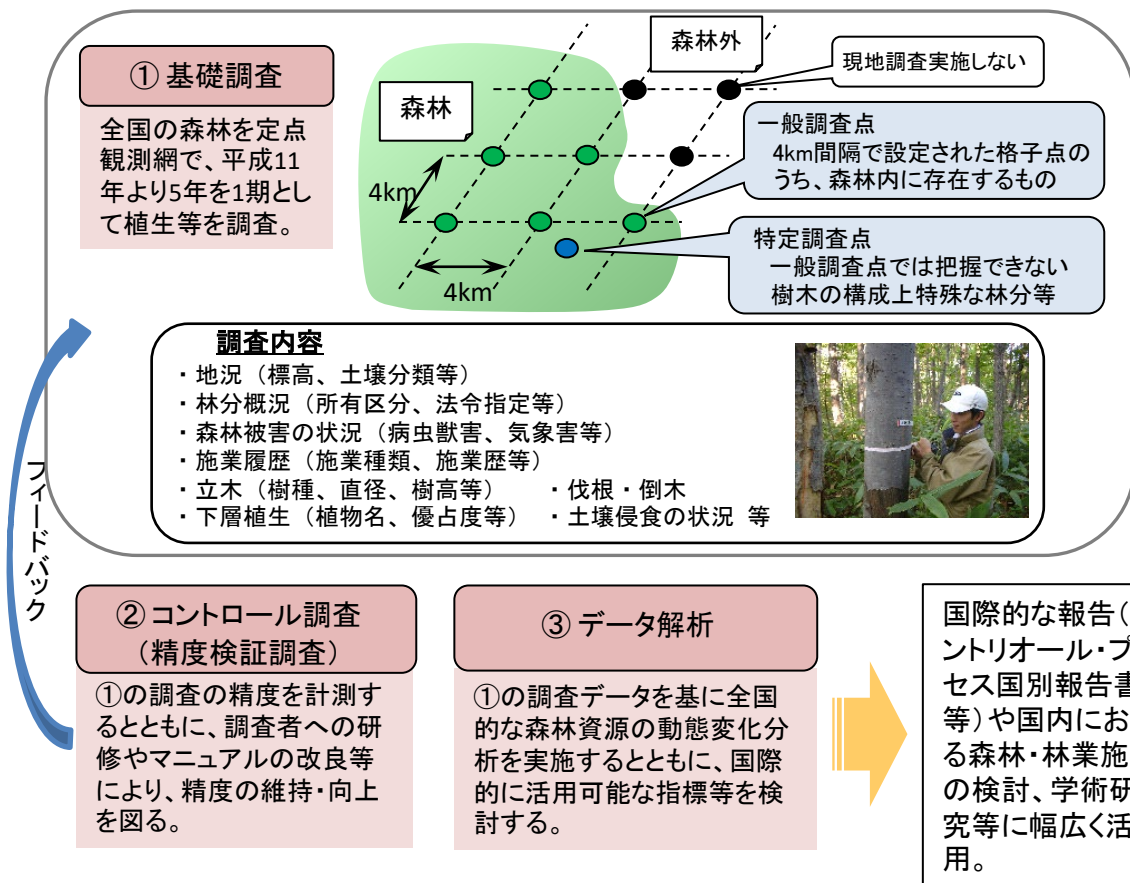 ① 基礎調査
全国の森林を定点
観測網で、平成11
年より5年を1期とし
て植生等を調査。
森林外
森林
現地調査実施しない
一般調査点
4km間隔で設定された格子点の
うち、森林内に存在するもの
4km
4km
特定調査点
一般調査点では把握できない
樹木の構成上特殊な林分等
調査内容
・地況（標高、土壌分類等）
・林分概況（所有区分、法令指定等）
・森林被害の状況（病虫獣害、気象害等）
・施業履歴（施業種類、施業歴等）
・立木（樹種、直径、樹高等）　・伐根・倒木
・下層植生（植物名、優占度等）　・土壌侵食の状況 等
フィードバック
② コントロール調査
（精度検証調査）
①の調査の精度を計測す
るとともに、調査者への研
修やマニュアルの改良等
により、精度の維持・向上
を図る。
③ データ解析
①の調査データを基に全国
的な森林資源の動態変化分
析を実施するとともに、国際
的に活用可能な指標等を検
討する。
国際的な報告（
ントリオール・プ
セス国別報告書
等）や国内にお
る森林・林業施
の検討、学術研
究等に幅広く活
用。